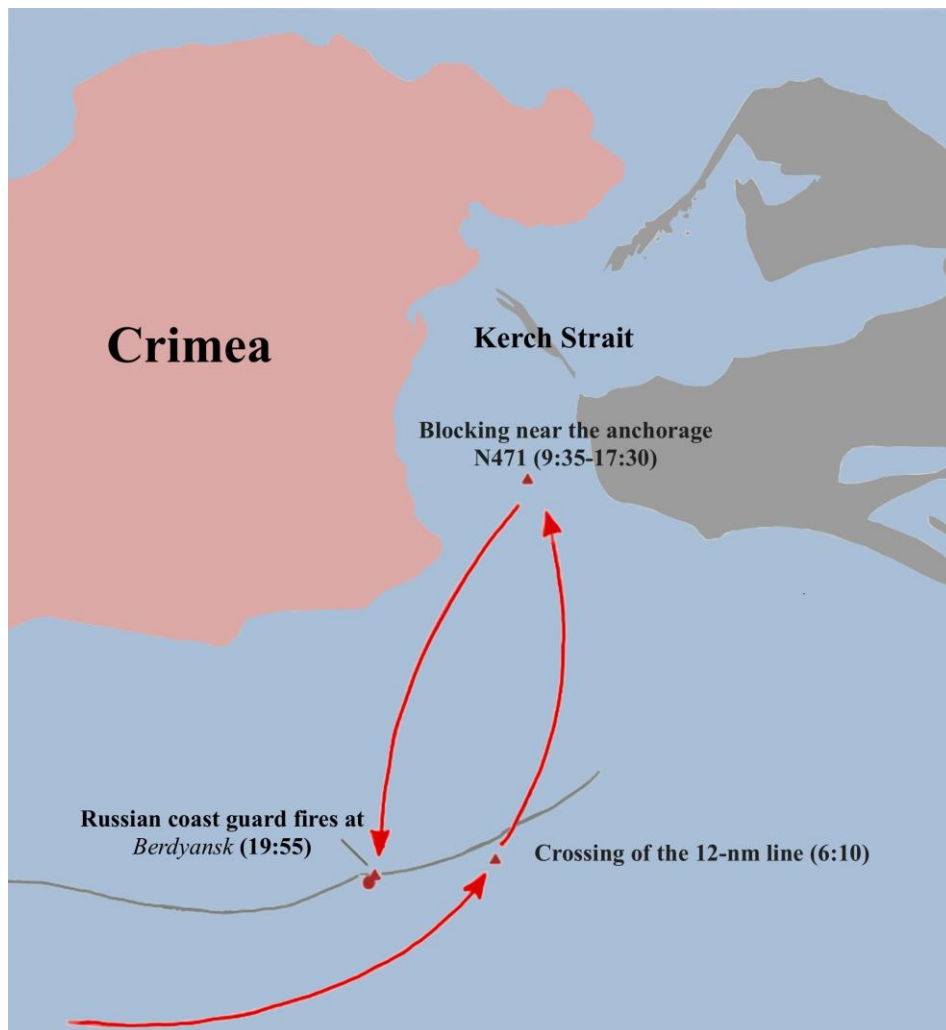 Crimea
Kerch Strait
Blocking near the anchorage
N471 (9:35-17:30)
Russian coast guard fires at
Berdyansk (19:55)
Crossing of the 12-nm line (6:10)